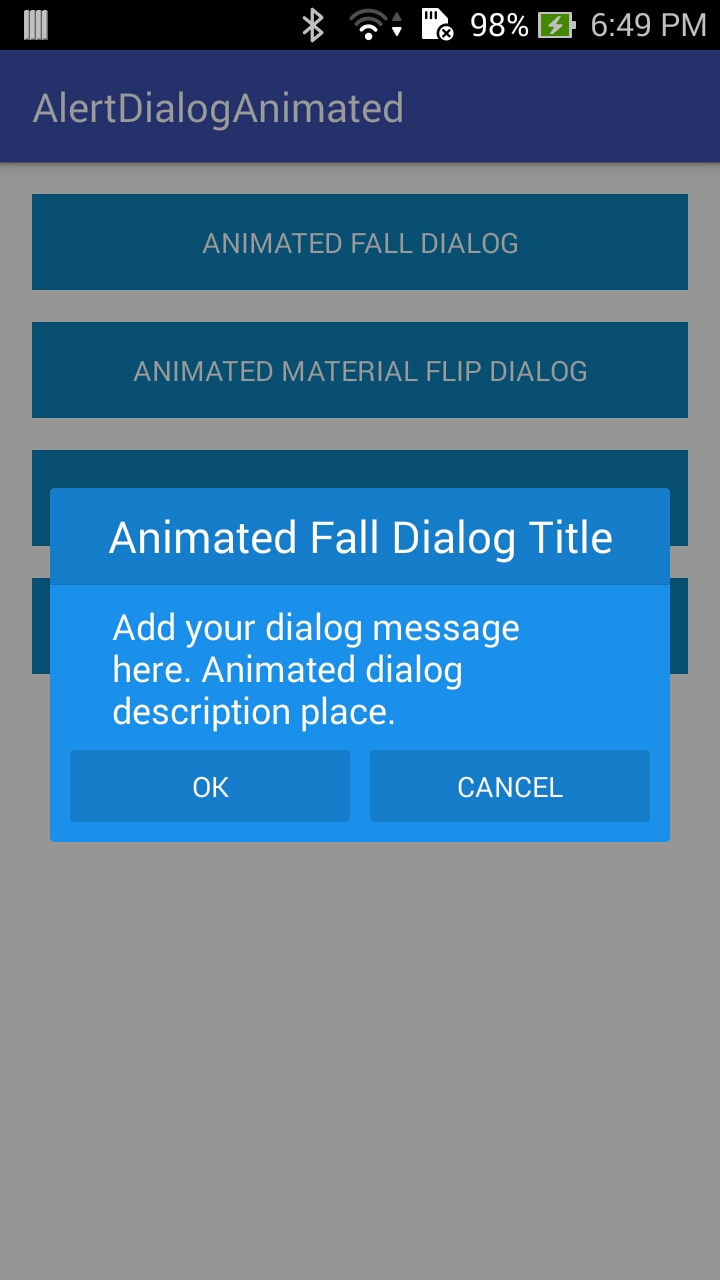 98% 6:49 PM
AlertDialogAnimated
ANIMATED FALL DIALOG
ANIMATED MATERIAL FLIP DIALOG
Animated Fall Dialog Title
Add your dialog message
here. Animated dialog
description place.
OK CANCEL